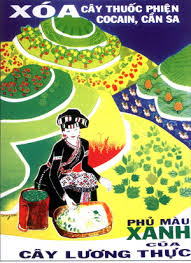 XÓA CÂY THUỐC PHIỆN
COCAIN, CẦN SA
PHỦ MÀU
XANH
CỦA
CÂY LƯƠNG THỰC